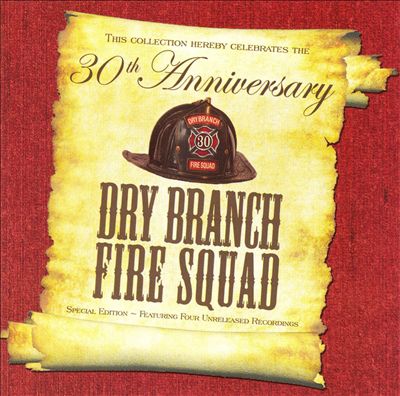 THIS COLLECTION HEREBY CELEBRATES THE
30th Anniversary
DRY BRANCH
30
FIRE SQUAD
DRY BRANCH
FIRE SQUAD
SPECIAL EDITION ~ FEATURING FOUR UNRELEASED RECORDINGS